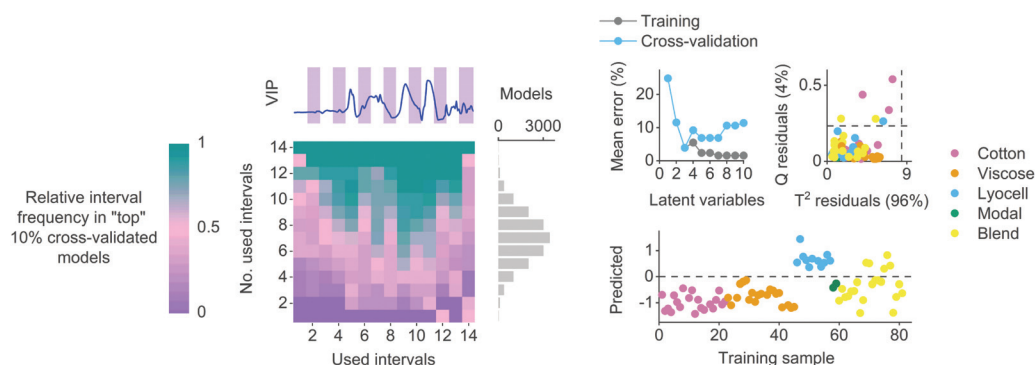 Training
Cross-validation
VIP
Models
0 3000
Mean error (%)
20
10
0
0 2 4 6 8 10
Latent variables
Q residuals (4%)
0.5
0
0 9
T² residuals (96%)
Cotton
Viscose
Lyocell
Modal
Blend
Relative interval
frequency in "top"
10% cross-validated
models
1
0.5
0
No. used intervals
14
12
10
8
6
4
2
2 4 6 8 10 12 14
Used intervals
Predicted
1
0
-1
0 20 40 60 80
Training sample